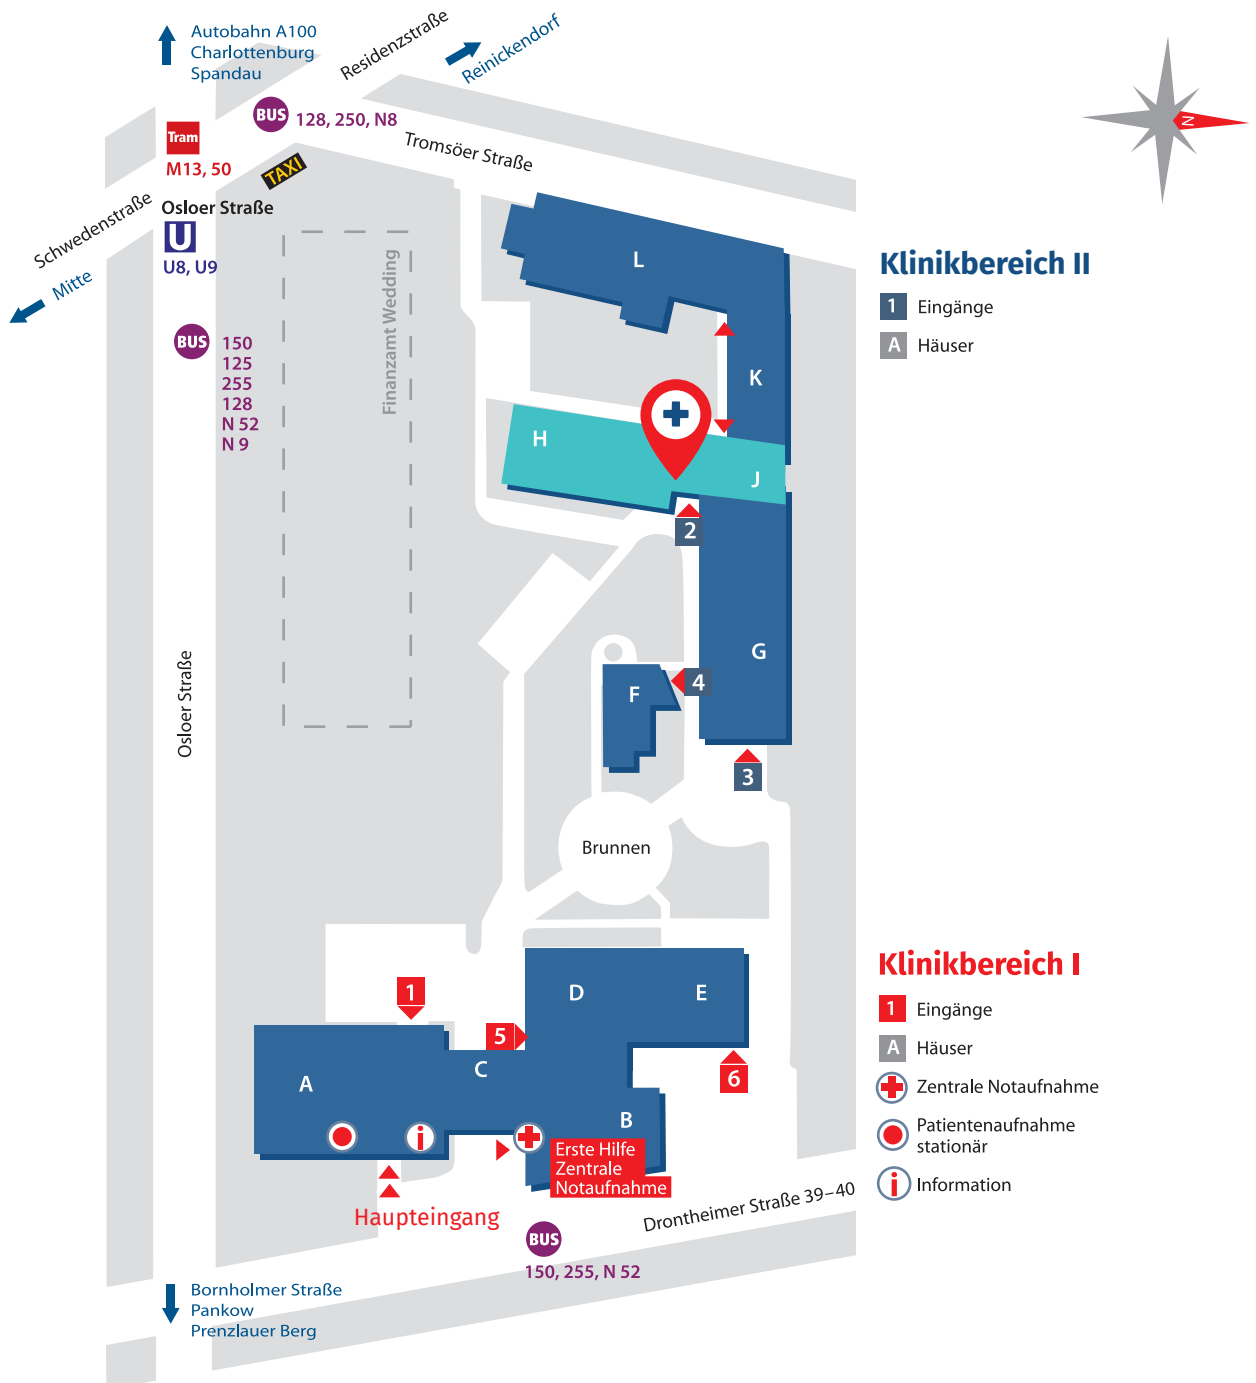 Autobahn A100
Charlottenburg
Spandau
Residenzstraße
Reinickendorf
BUS
128, 250, N8
Tram
M13, 50
TAXI
Tromsöer Straße
N
Schwedenstraße
Osloer Straße
U
U8, U9
Mitte
BUS
150
125
255
128
N 52
N 9
Finanzamt Wedding
L
K
H
J
2
G
F
4
3
Osloer Straße
Brunnen
Klinikbereich II
1 Eingänge
A Häuser
D
E
1
5
C
A
6
B
i
Erste Hilfe
Zentrale
Notaufnahme
Haupteingang
Drontheimer Straße 39–40
BUS
150, 255, N 52
Bornholmer Straße
Pankow
Prenzlauer Berg
Klinikbereich I
1 Eingänge
A Häuser
Zentrale Notaufnahme
Patientenaufnahme
stationär
i Information